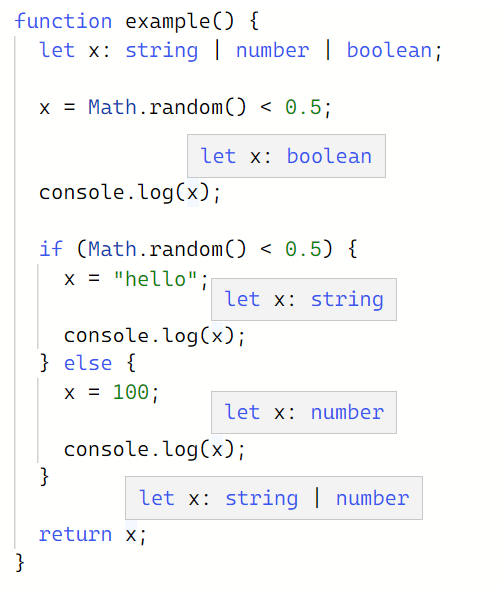 function example() {
let x: string | number | boolean;
x = Math.random() < 0.5;
let x: boolean
console.log(x);
if (Math.random() < 0.5) {
x = "hello";
let x: string
console.log(x);
} else {
x = 100;
let x: number
console.log(x);
}
let x: string | number
return x;
}